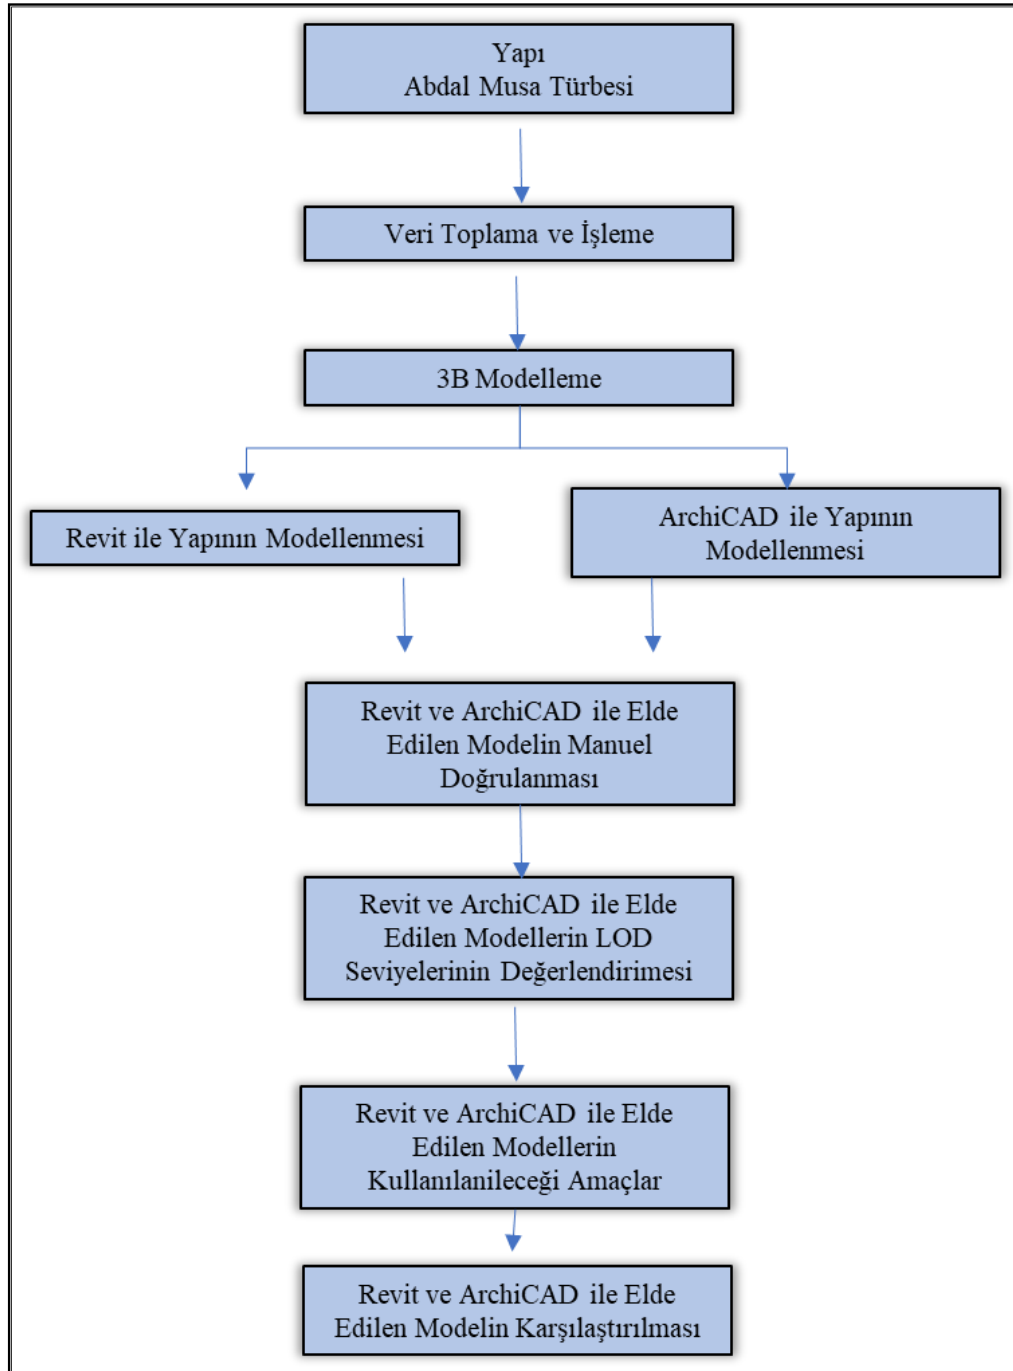 Yapı
Abdal Musa Türbesi
Veri Toplama ve İşleme
3B Modelleme
Revit ile Yapının Modellenmesi
ArchiCAD ile Yapının
Modellenmesi
Revit ve ArchiCAD ile Elde
Edilen Modelin Manuel
Doğrulanması
Revit ve ArchiCAD ile Elde
Edilen Modellerin LOD
Seviyelerinin Değerlendirimesi
Revit ve ArchiCAD ile Elde
Edilen Modellerin
Kullanılanileceği Amaçlar
Revit ve ArchiCAD ile Elde
Edilen Modelin Karşılaştırılması